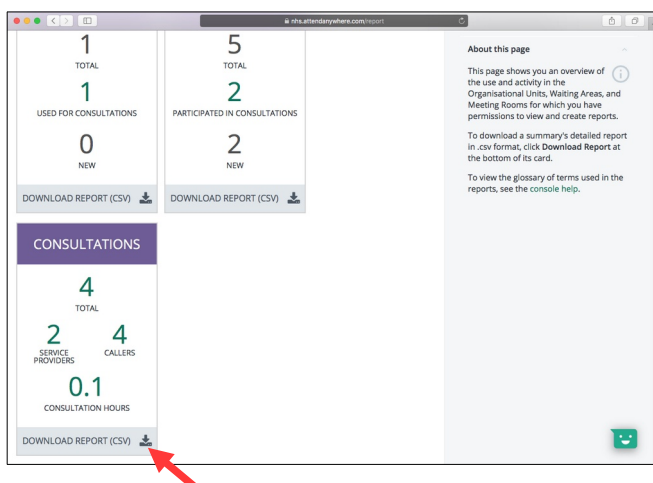 nhs.attendanywhere.com/report
1
TOTAL
1
USED FOR CONSULTATIONS
0
NEW
DOWNLOAD REPORT (CSV)
5
TOTAL
2
PARTICIPATED IN CONSULTATIONS
2
NEW
DOWNLOAD REPORT (CSV)
CONSULTATIONS
4
TOTAL
2
SERVICE
PROVIDERS
4
CALLERS
0.1
CONSULTATION HOURS
DOWNLOAD REPORT (CSV)
About this page
This page shows you an overview of
the use and activity in the
Organisational Units, Waiting Areas, and
Meeting Rooms for which you have
permissions to view and create reports.
To download a summary's detailed report
in .csv format, click Download Report at
the bottom of its card.
To view the glossary of terms used in the
reports, see the console help.